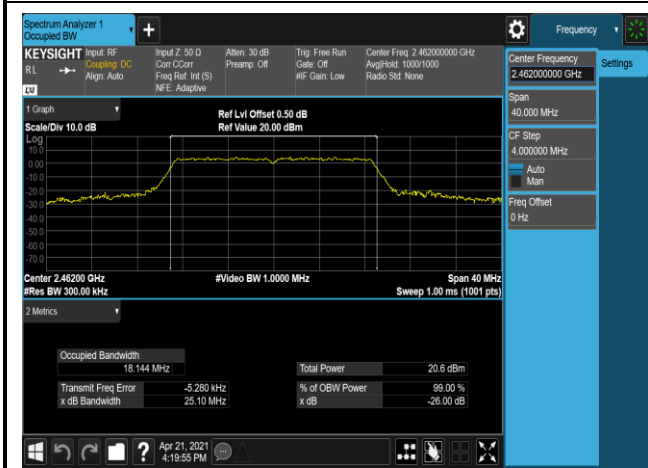 Spectrum Analyzer 1
Occupied BW
Frequency
KEYSIGHT
R L
LXI
Input: RF
Coupling: DC
Align: Auto
Input Z: 50 Ω
Corr CCorr
Freq Ref: Int (S)
NFE: Adaptive
Atten: 30 dB
Preamp: Off
Trig: Free Run
Gate: Off
#IF Gain: Low
Center Freq: 2.462000000 GHz
Avg|Hold: 1000/1000
Radio Std: None
Center Frequency
2.462000000 GHz
Settings
Span
40.000 MHz
CF Step
4.000000 MHz
Auto
Man
Freq Offset
0 Hz
1 Graph
Scale/Div 10.0 dB
Ref Lvl Offset 0.50 dB
Ref Value 20.00 dBm
Log
10.0
0.00
-10.0
-20.0
-30.0
-40.0
-50.0
-60.0
-70.0
Center 2.46200 GHz
#Video BW 1.0000 MHz
Span 40 MHz
#Res BW 300.00 kHz
Sweep 1.00 ms (1001 pts)
2 Metrics
Occupied Bandwidth
18.144 MHz
Total Power 20.6 dBm
Transmit Freq Error -5.280 kHz
% of OBW Power 99.00 %
x dB Bandwidth 25.10 MHz
x dB -26.00 dB
?
Apr 21, 2021
4:19:55 PM